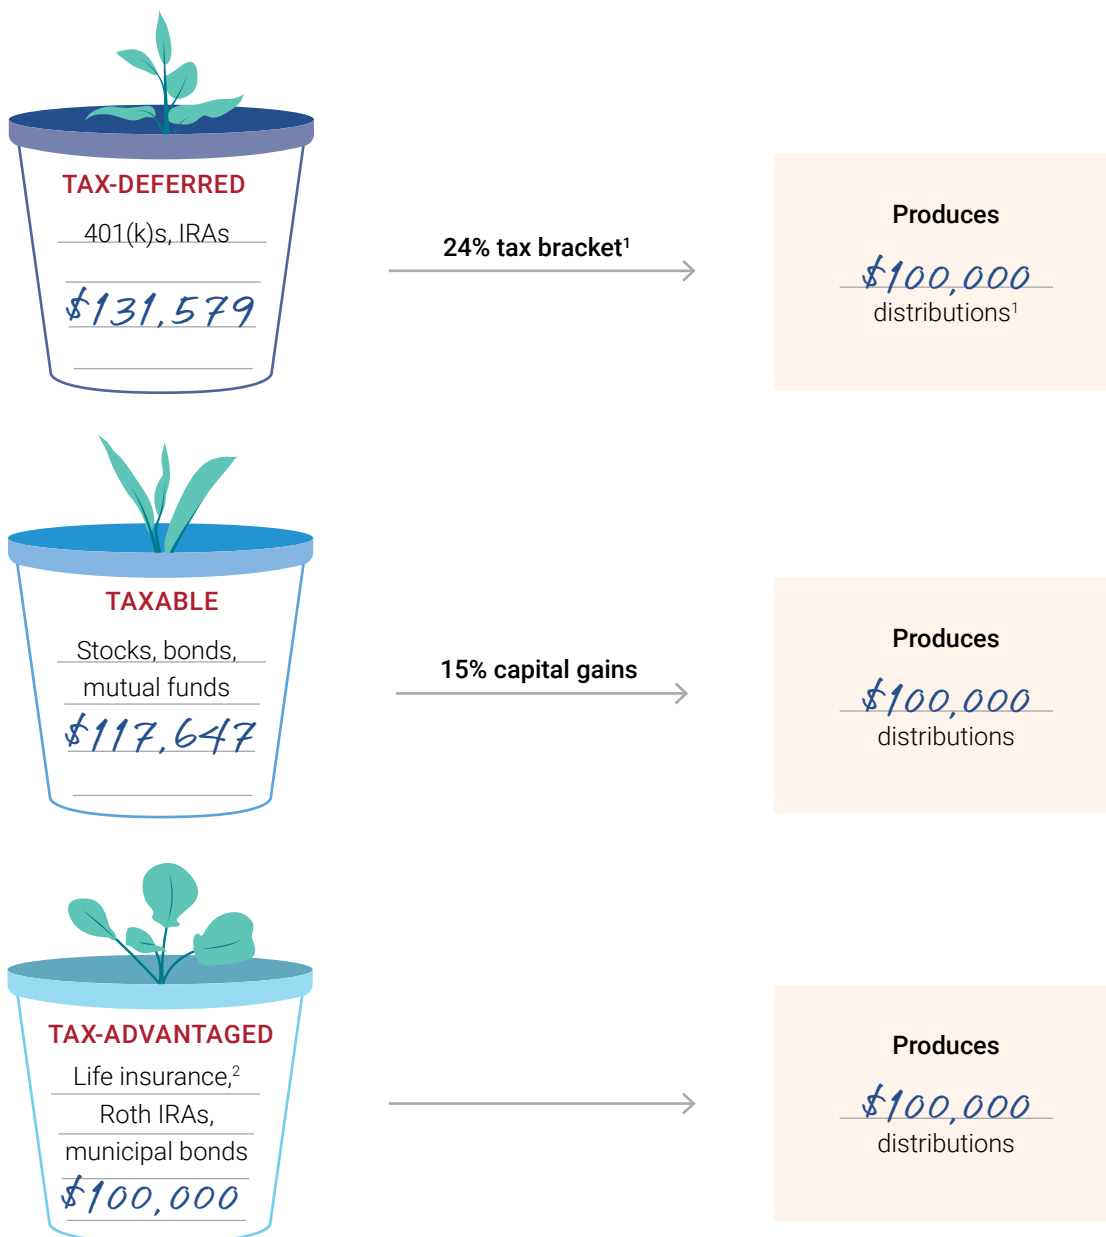 TAX-DEFERRED
401(k)s, IRAs
$131,579
24% tax bracket¹
Produces
$100,000
distributions¹
TAXABLE
Stocks, bonds,
mutual funds
$117,647
15% capital gains
Produces
$100,000
distributions
TAX-ADVANTAGED
Life insurance,²
Roth IRAs,
municipal bonds
$100,000
Produces
$100,000
distributions